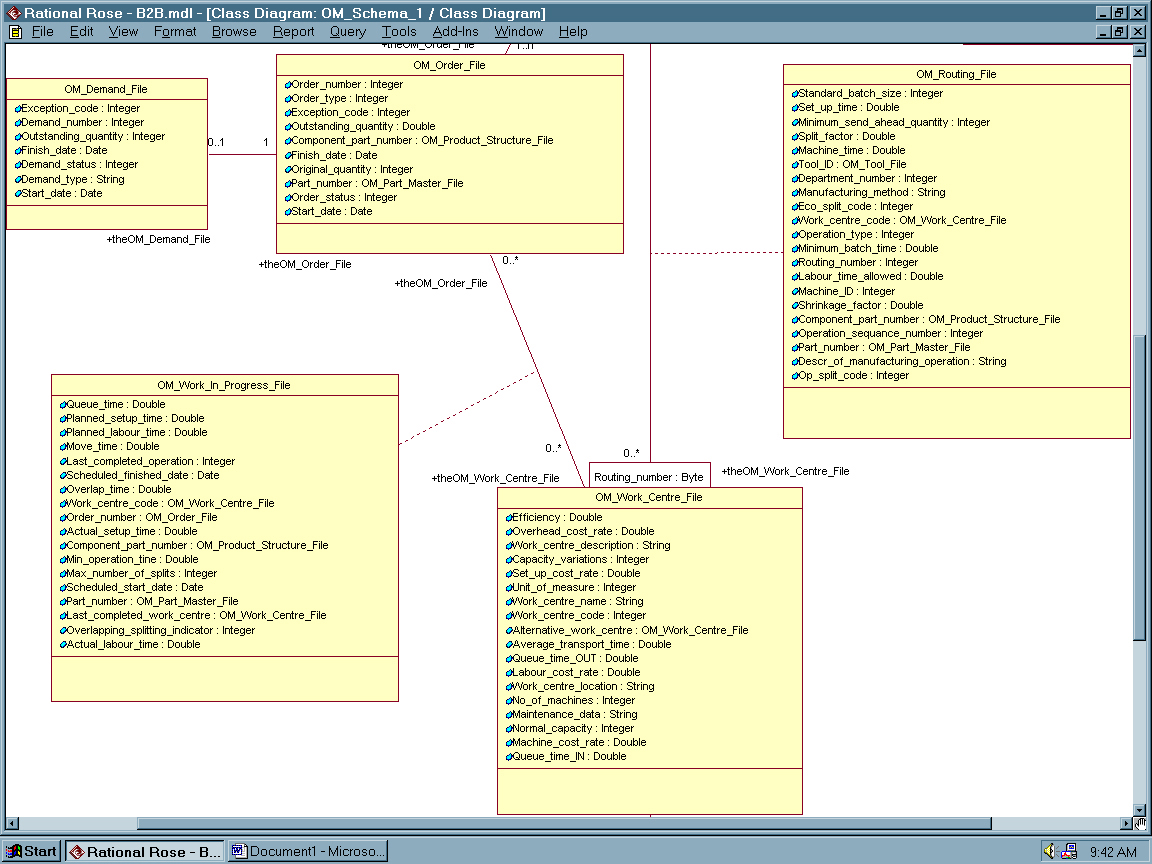 Rational Rose - B2B.mdl - [Class Diagram: OM_Schema_1 / Class Diagram]
File Edit View Format Browse Report Query Tools Add-Ins Window Help
+theOM_Order_File
1..n
OM_Demand_File
Exception_code : Integer
Demand_number : Integer
Outstanding_quantity : Integer
Finish_date : Date
Demand_status : Integer
Demand_type : String
Start_date : Date
0..1
1
+theOM_Demand_File
OM_Order_File
Order_number : Integer
Order_type : Integer
Exception_code : Integer
Outstanding_quantity : Double
Component_part_number : OM_Product_Structure_File
Finish_date : Date
Original_quantity : Integer
Part_number : OM_Part_Master_File
Order_status : Integer
Start_date : Date
+theOM_Order_File
0..*
+theOM_Order_File
OM_Routing_File
Standard_batch_size : Integer
Set_up_time : Double
Minimum_send_ahead_quantity : Integer
Split_factor : Double
Machine_time : Double
Tool_ID : OM_Tool_File
Department_number : Integer
Manufacturing_method : String
Eco_split_code : Integer
Work_centre_code : OM_Work_Centre_File
Operation_type : Integer
Minimum_batch_time : Double
Routing_number : Integer
Labour_time_allowed : Double
Machine_ID : Integer
Shrinkage_factor : Double
Component_part_number : OM_Product_Structure_File
Operation_sequance_number : Integer
Part_number : OM_Part_Master_File
Descr_of_manufacturing_operation : String
Op_split_code : Integer
OM_Work_In_Progress_File
Queue_time : Double
Planned_setup_time : Double
Planned_labour_time : Double
Move_time : Double
Last_completed_operation : Integer
Scheduled_finished_date : Date
Overlap_time : Double
Work_centre_code : OM_Work_Centre_File
Order_number : OM_Order_File
Actual_setup_time : Double
Component_part_number : OM_Product_Structure_File
Min_operation_tine : Double
Max_number_of_splits : Integer
Scheduled_start_date : Date
Part_number : OM_Part_Master_File
Last_completed_work_centre : OM_Work_Centre_File
Overlapping_splitting_indicator : Integer
Actual_labour_time : Double
0..*
0..*
+theOM_Work_Centre_File
Routing_number : Byte
+theOM_Work_Centre_File
OM_Work_Centre_File
Efficiency : Double
Overhead_cost_rate : Double
Work_centre_description : String
Capacity_variations : Integer
Set_up_cost_rate : Double
Unit_of_measure : Integer
Work_centre_name : String
Work_centre_code : Integer
Alternative_work_centre : OM_Work_Centre_File
Average_transport_time : Double
Queue_time_OUT : Double
Labour_cost_rate : Double
Work_centre_location : String
No_of_machines : Integer
Maintenance_data : String
Normal_capacity : Integer
Machine_cost_rate : Double
Queue_time_IN : Double
Start
Rational Rose - B...
Document1 - Microso...
9:42 AM